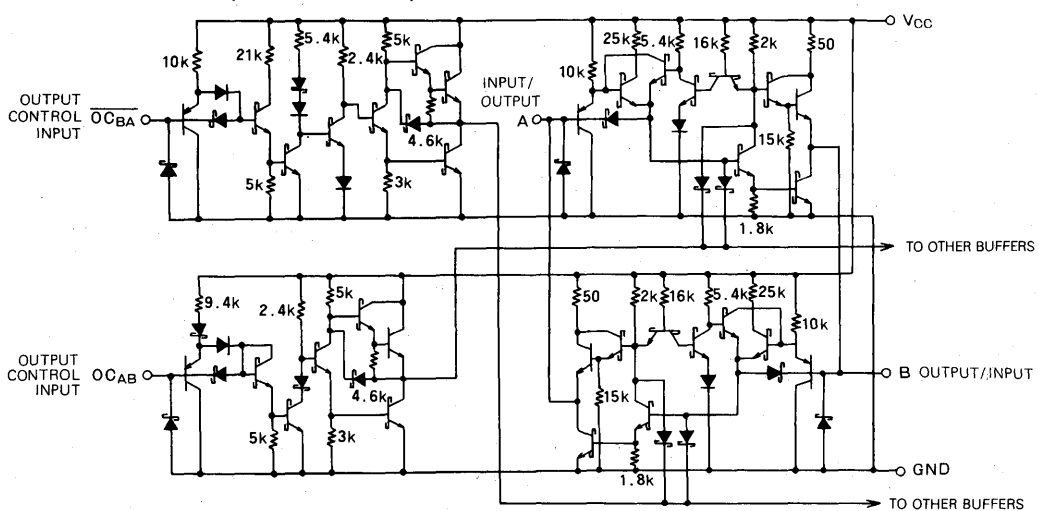 VCC
10k
21k
5.4k
2.4k
5k
4.6k
5k
3k
OUTPUT
CONTROL
INPUT
OCBA
INPUT/
OUTPUT
A
10k
25k
5.4k
16k
2k
50
15k
1.8k
TO OTHER BUFFERS
9.4k
2.4k
5k
4.6k
5k
3k
OUTPUT
CONTROL
INPUT
OCAB
50
2k
16k
5.4k
25k
10k
15k
1.8k
B OUTPUT/INPUT
GND
TO OTHER BUFFERS